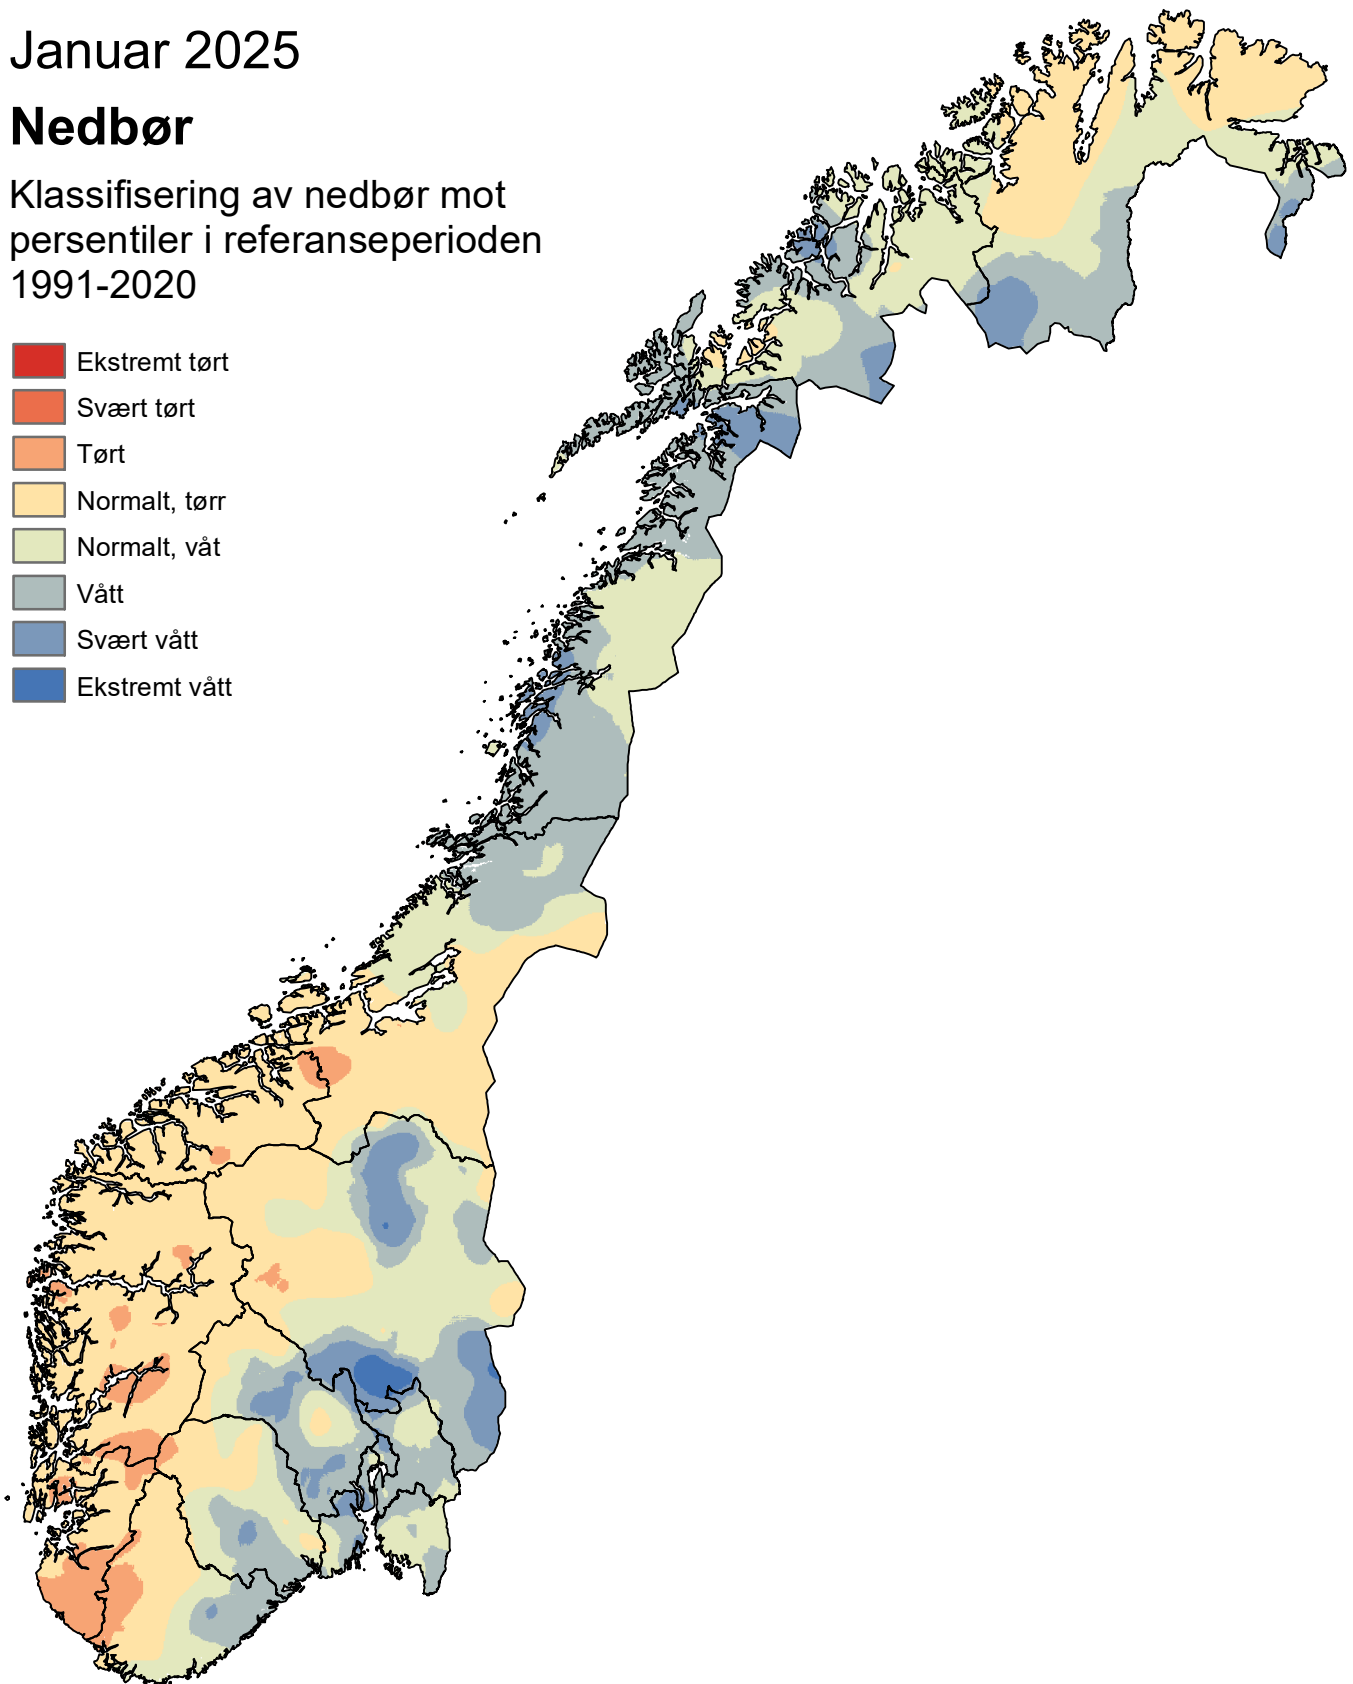 Januar 2025
Nedbør
Klassifisering av nedbør mot
persentiler i referanseperioden
1991-2020
Ekstremt tørt
Svært tørt
Tørt
Normalt, tørr
Normalt, våt
Vått
Svært vått
Ekstremt vått